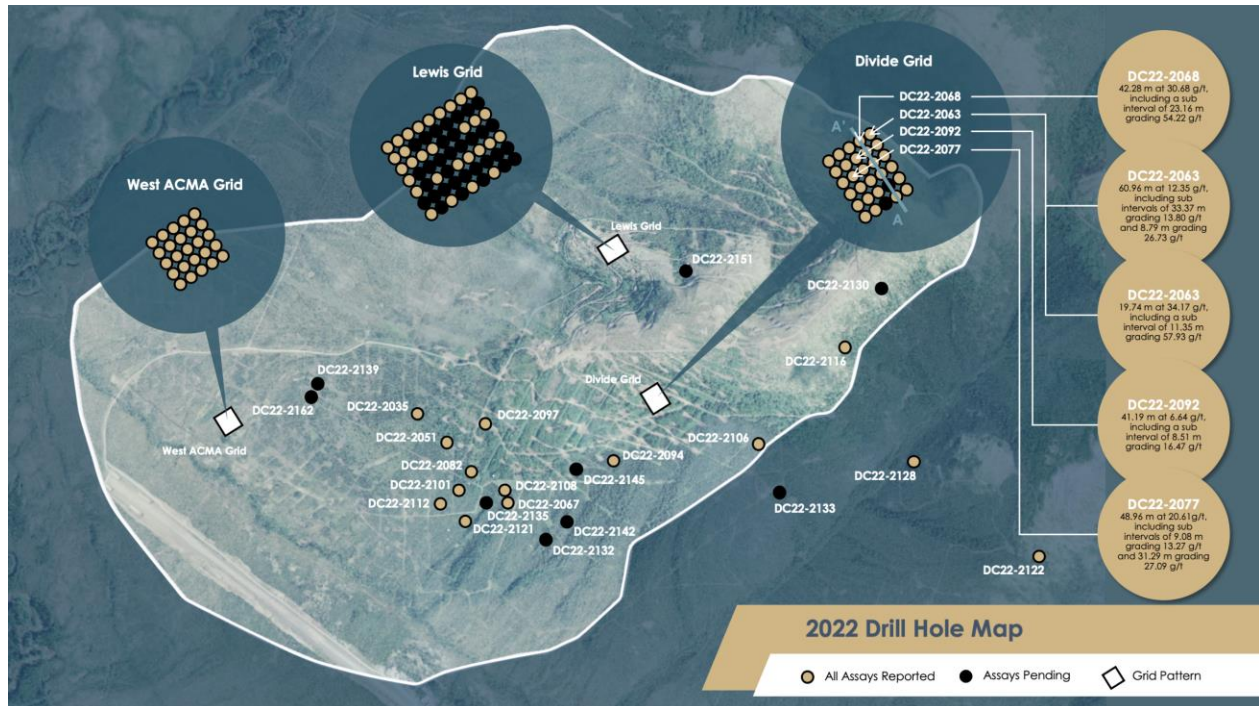 Lewis Grid
Divide Grid
West ACMA Grid
DC22-2068
DC22-2063
DC22-2092
DC22-2077
A'
A
DC22-2068
42.28 m at 30.68 g/t,
including a sub
interval of 23.16 m
grading 54.22 g/t
DC22-2063
60.96 m at 12.35 g/t,
including sub
intervals of 33.37 m
grading 13.80 g/t
and 8.79 m grading
26.73 g/t
DC22-2063
19.74 m at 34.17 g/t,
including a sub
interval of 11.35 m
grading 57.93 g/t
DC22-2092
41.19 m at 6.64 g/t,
including a sub
interval of 8.51 m
grading 16.47 g/t
DC22-2077
48.96 m at 20.61g/t,
including sub
intervals of 9.08 m
grading 13.27 g/t
and 31.29 m grading
27.09 g/t
Lewis Grid
DC22-2151
DC22-2130
DC22-2116
DC22-2139
DC22-2162
Divide Grid
DC22-2035
DC22-2097
West ACMA Grid
DC22-2051
DC22-2106
DC22-2094
DC22-2082
DC22-2128
DC22-2145
DC22-2101
DC22-2108
DC22-2112
DC22-2067
DC22-2133
DC22-2135
DC22-2121
DC22-2142
DC22-2132
DC22-2122
2022 Drill Hole Map
All Assays Reported
Assays Pending
Grid Pattern